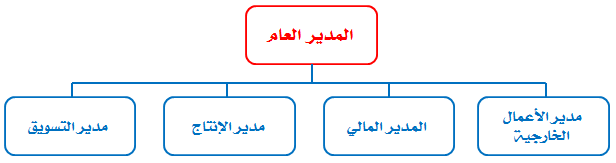 المدير العام
مدير الأعمال
الخارجية
المدير المالي
مدير الإنتاج
مدير التسويق